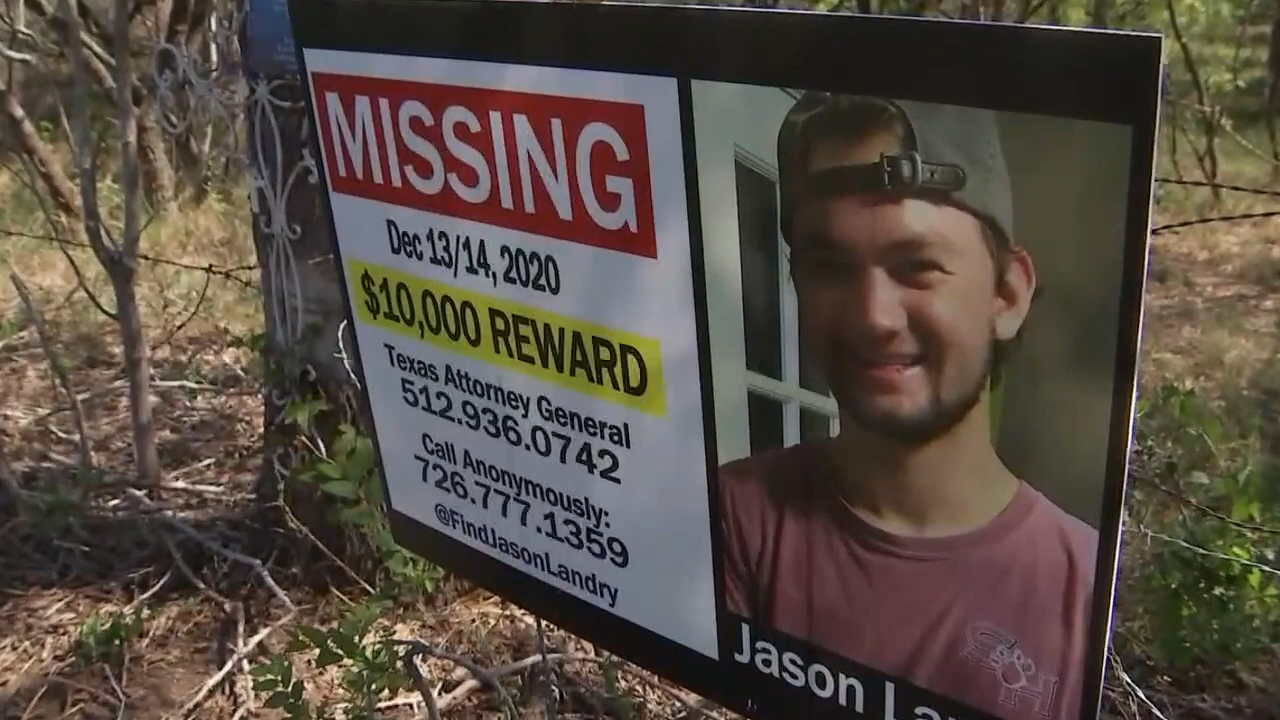 MISSING
Dec 13/14, 2020
$10,000 REWARD
Texas Attorney General
512.936.0742
Call Anonymously:
726.777.1359
@FindJasonLandry
Jason La